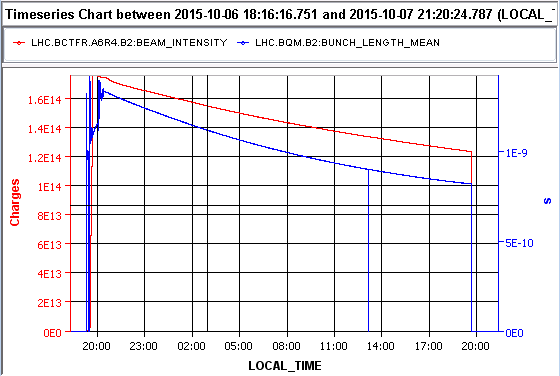 Timeseries Chart between 2015-10-06 18:16:16.751 and 2015-10-07 21:20:24.787 (LOCAL_
LHC.BCTFR.A6R4.B2:BEAM_INTENSITY LHC.BQM.B2:BUNCH_LENGTH_MEAN
1.6E14
1.4E14
1.2E14
1E14
8E13
6E13
4E13
2E13
0E0
Charges
1E-9
5E-10
0E0
s
20:00 23:00 02:00 05:00 08:00 11:00 14:00 17:00 20:00
LOCAL_TIME